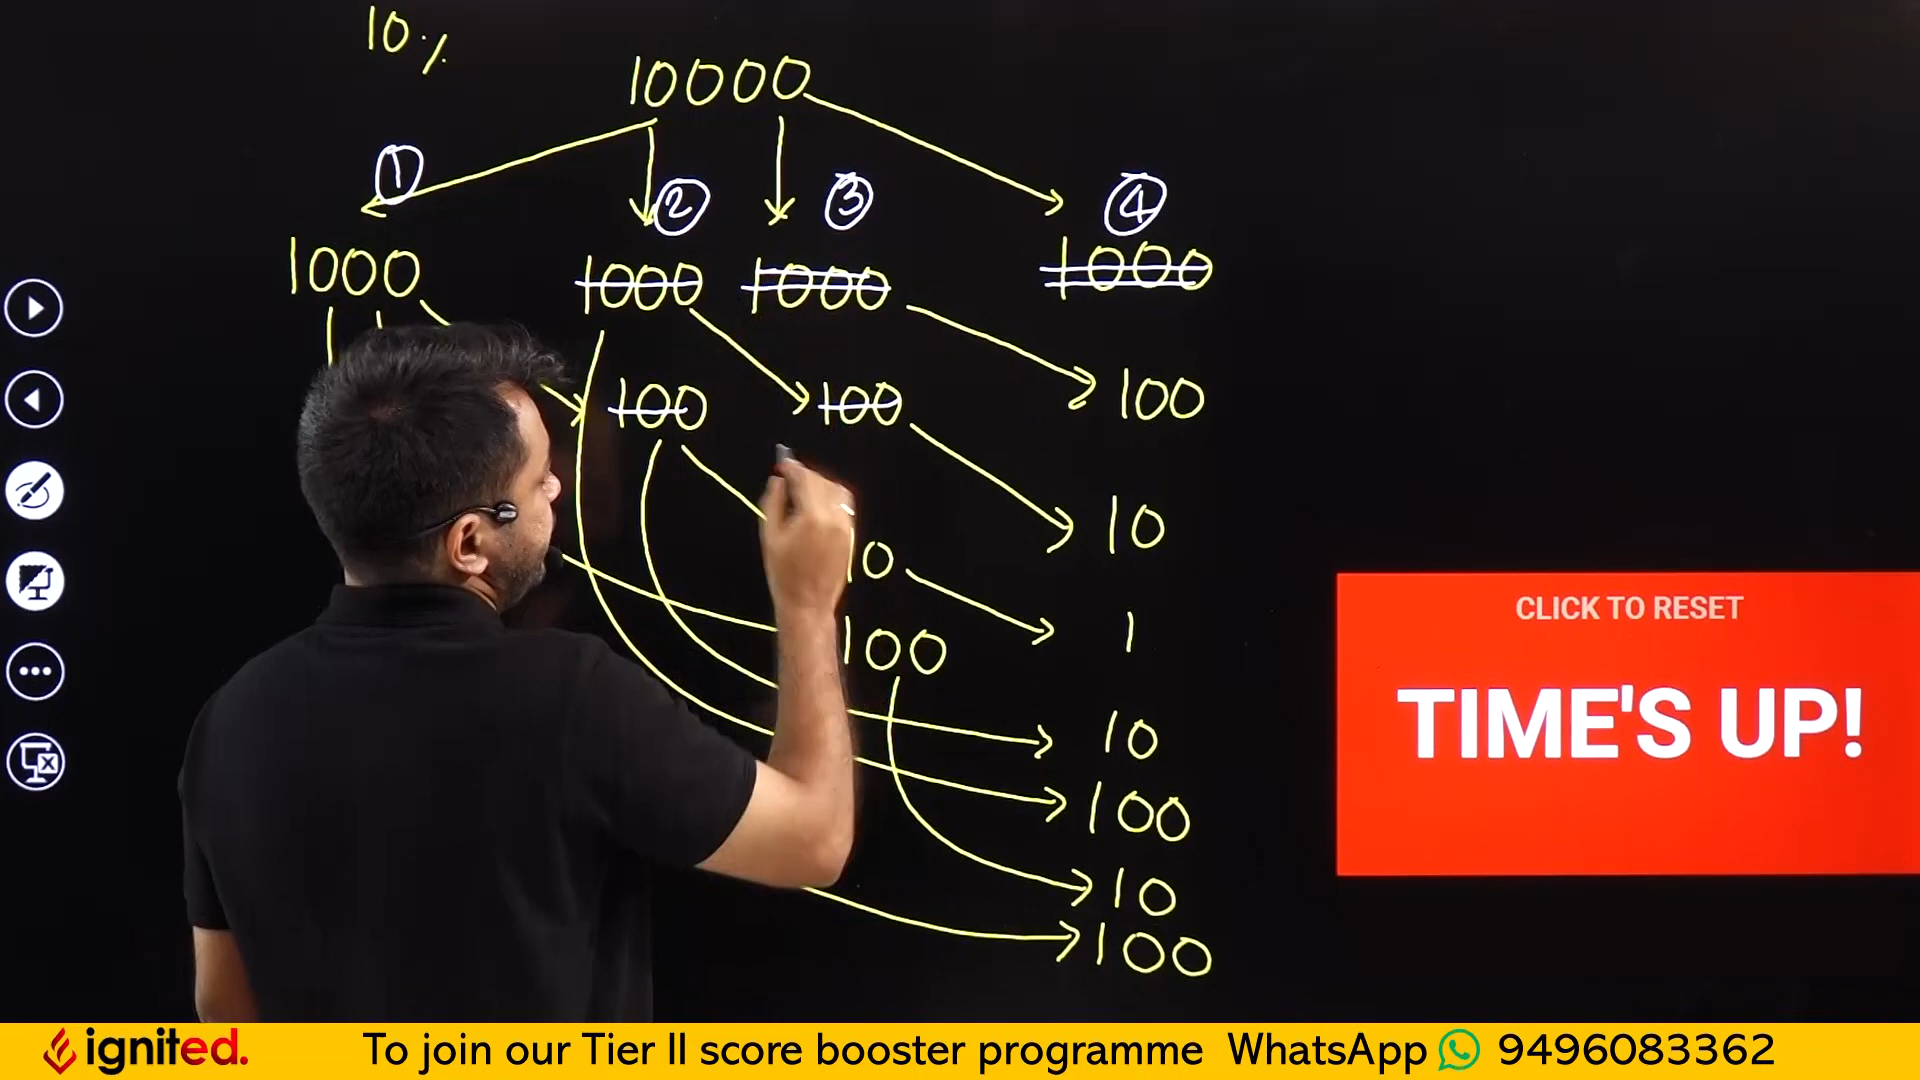 10%
10000
① ② ③ ④
1000 1000 1000 1000
100 100 100
10
10 1
100
10
100
10
100
CLICK TO RESET
TIME'S UP!
ignited. To join our Tier II score booster programme WhatsApp 9496083362